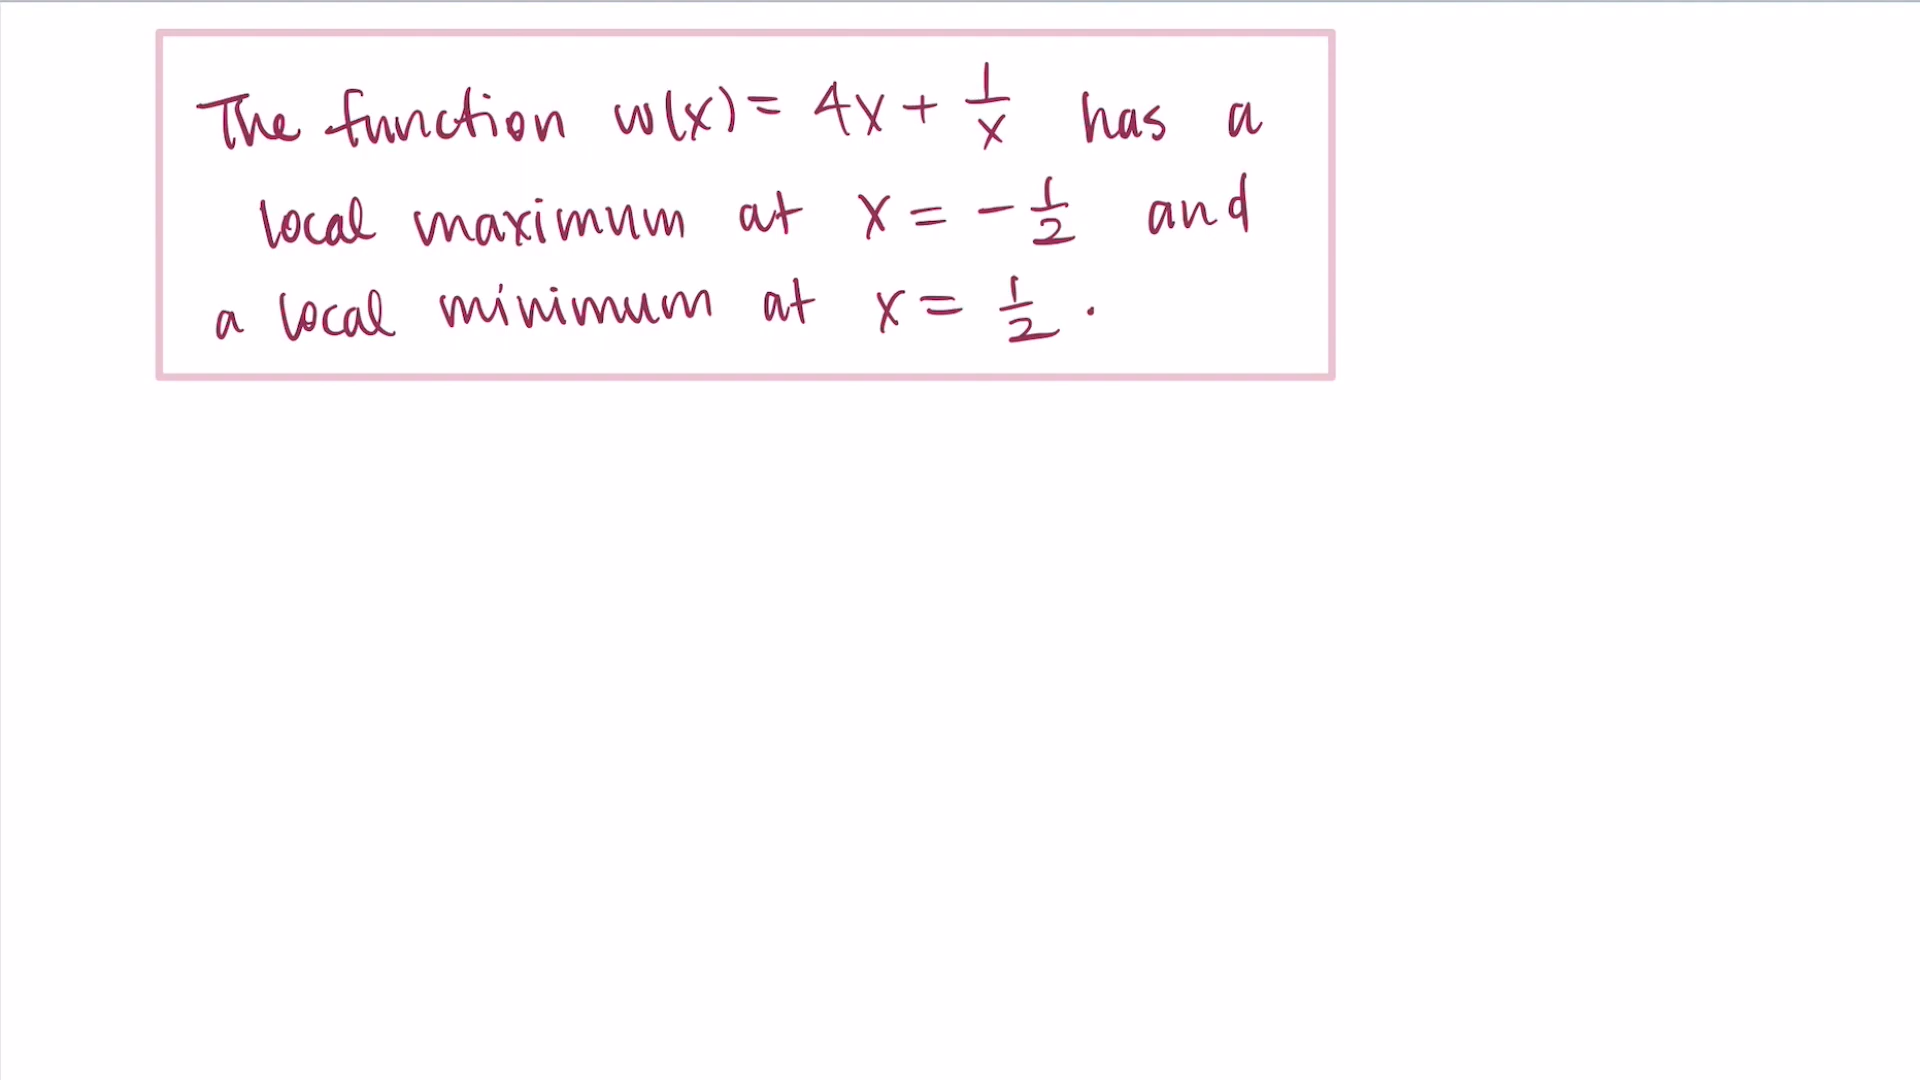 The function w(x) = 4x + 1/x has a
local maximum at x = - 1/2 and
a local minimum at x = 1/2 .